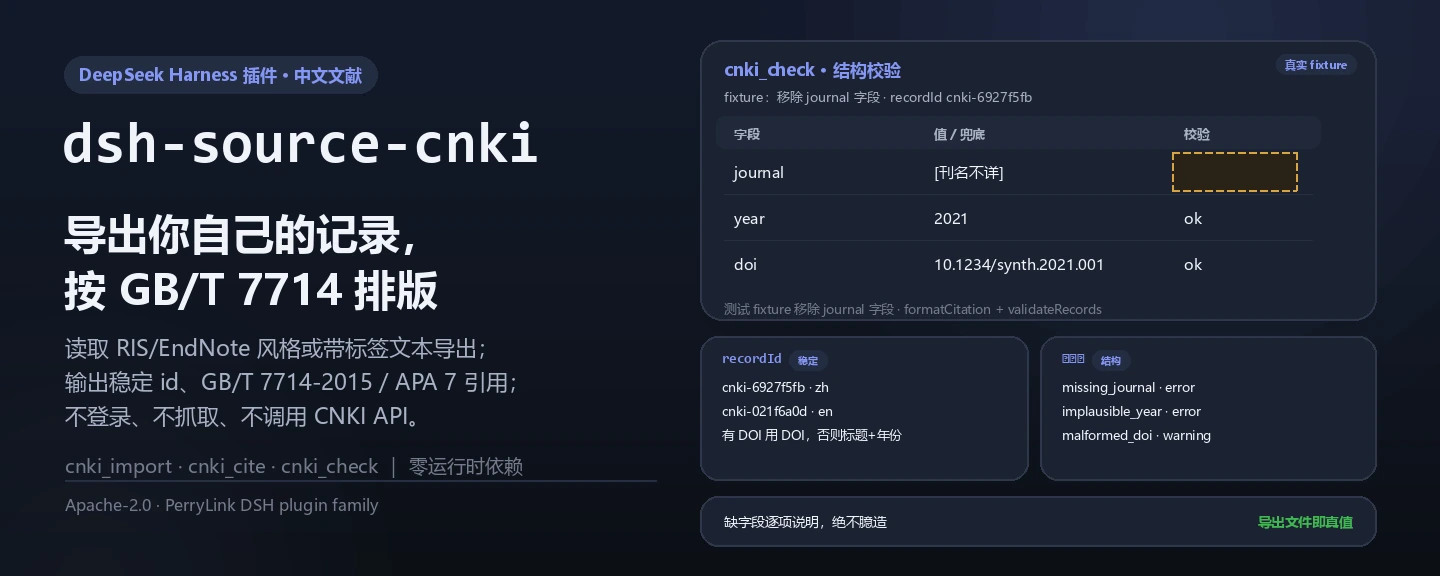 DeepSeek Harness 插件 · 中文文献
dsh-source-cnki
导出你自己的记录，
按 GB/T 7714 排版
读取 RIS/EndNote 风格或带标签文本导出；
输出稳定 id、GB/T 7714-2015 / APA 7 引用；
不登录、不抓取、不调用 CNKI API。
cnki_import · cnki_cite · cnki_check | 零运行时依赖
Apache-2.0 · PerryLink DSH plugin family
cnki_check · 结构校验
真实 fixture
fixture：移除 journal 字段 · recordId cnki-6927f5fb
字段 值 / 兜底 校验
journal [刊名不详]
year 2021 ok
doi 10.1234/synth.2021.001 ok
测试 fixture 移除 journal 字段 · formatCitation + validateRecords
recordId 稳定
cnki-6927f5fb · zh
cnki-021f6a0d · en
有 DOI 用 DOI，否则标题+年份
结构
missing_journal · error
implausible_year · error
malformed_doi · warning
缺字段逐项说明，绝不臆造
导出文件即真值